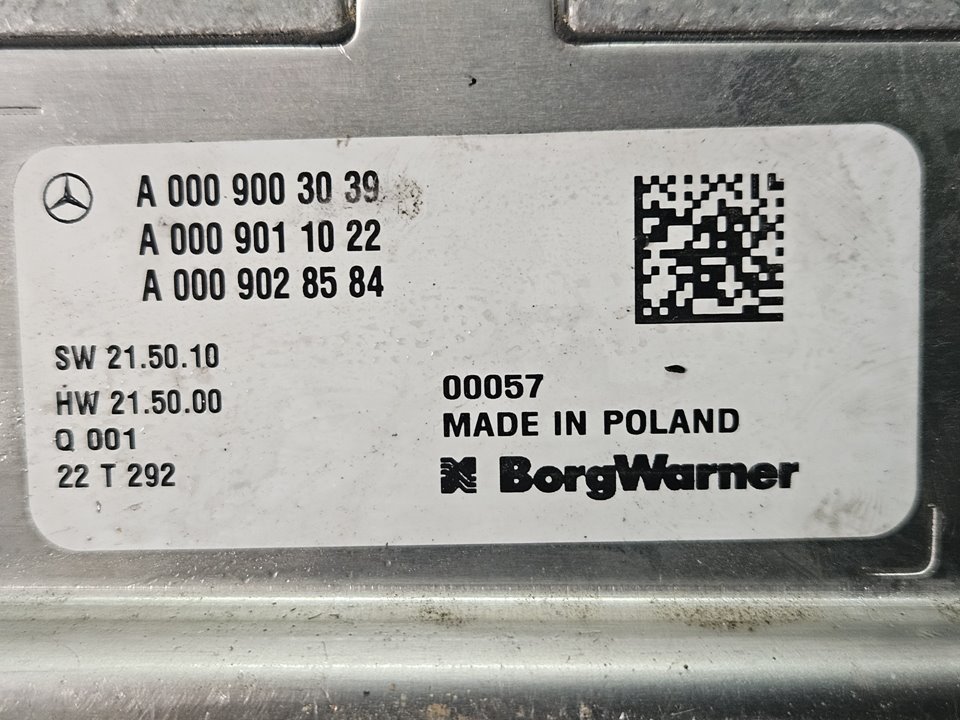 A 000 900 30 39
A 000 901 10 22
A 000 902 85 84
SW 21.50.10
HW 21.50.00
Q 001
22 T 292
00057
MADE IN POLAND
BorgWarner